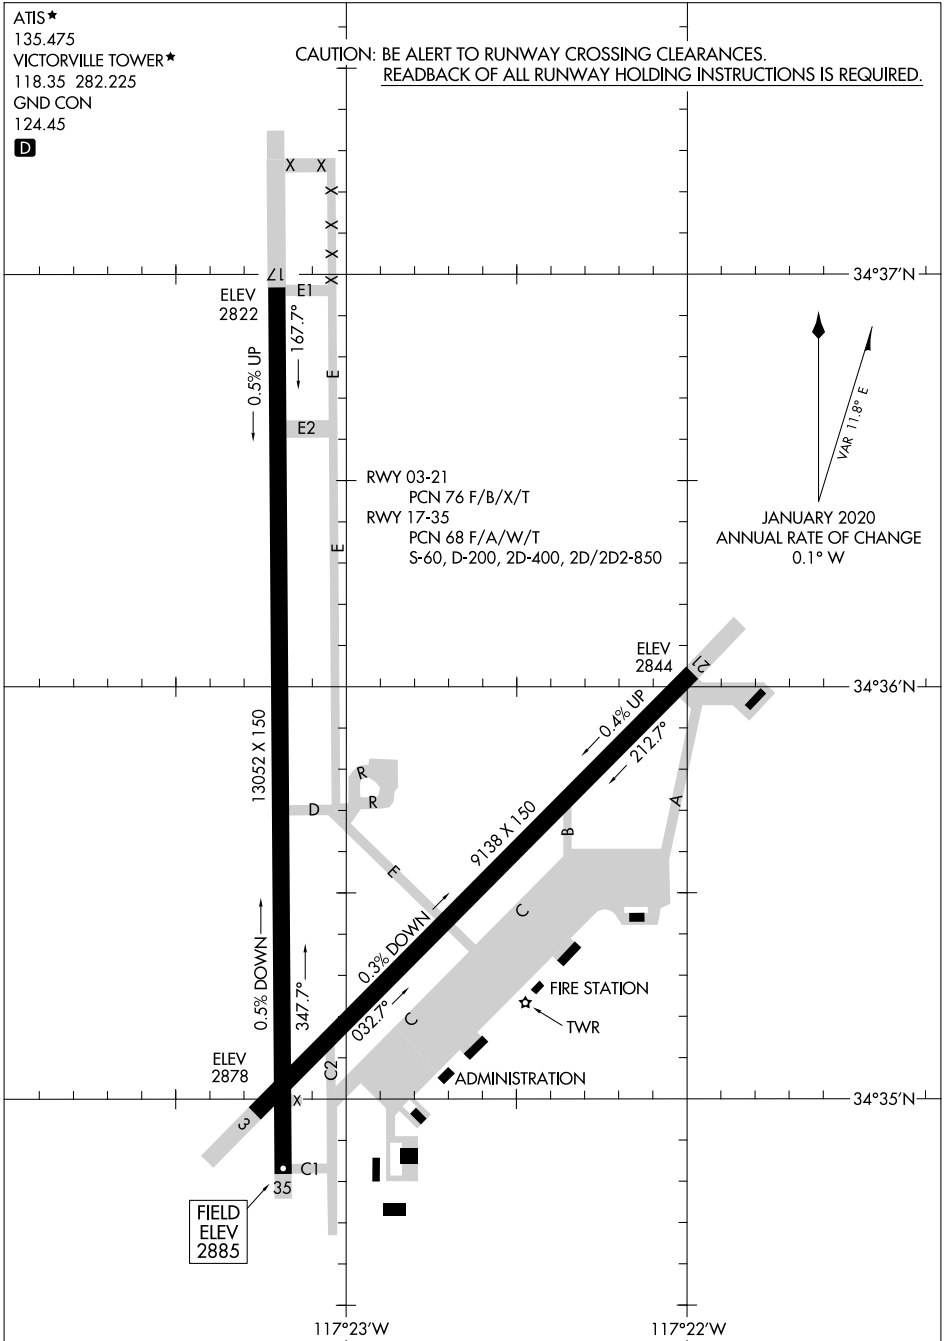 ATIS★
135.475
VICTORVILLE TOWER★
118.35 282.225
GND CON
124.45
D
CAUTION: BE ALERT TO RUNWAY CROSSING CLEARANCES.
READBACK OF ALL RUNWAY HOLDING INSTRUCTIONS IS REQUIRED.
X X
X
X
X
X
17
34°37'N
ELEV
2822
E1
167.7°
0.5% UP
E
E2
VAR 11.8° E
RWY 03-21
PCN 76 F/B/X/T
RWY 17-35
PCN 68 F/A/W/T
S-60, D-200, 2D-400, 2D/2D2-850
JANUARY 2020
ANNUAL RATE OF CHANGE
0.1° W
E
ELEV
2844
21
34°36'N
0.4% UP
212.7°
13052 X 150
R
R
D
A
B
9138 X 150
E
C
0.3% DOWN
032.7°
0.5% DOWN
347.7°
FIRE STATION
TWR
C
ELEV
2878
C2
ADMINISTRATION
X
34°35'N
3
C1
35
FIELD
ELEV
2885
117°23'W
117°22'W